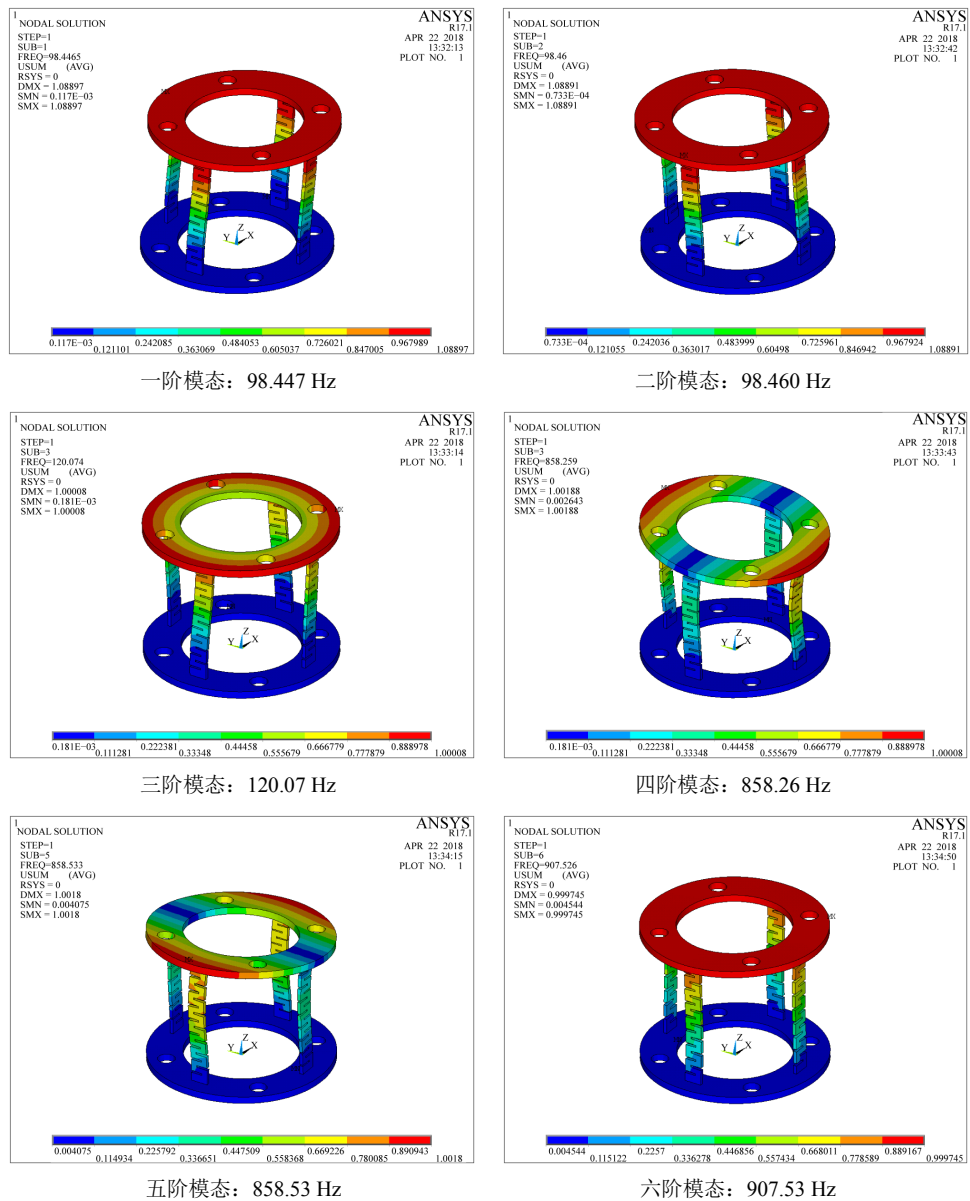 1
NODAL SOLUTION
STEP=1
SUB=1
FREQ=98.4465
USUM (AVG)
RSYS = 0
DMX = 1.08897
SMN = 0.117E−03
SMX = 1.08897
ANSYS
R17.1
APR 22 2018
13:32:13
PLOT NO. 1
Z
Y X
0.117E−03 0.242085 0.484053 0.726021 0.967989
0.121101 0.363069 0.605037 0.847005 1.08897
一阶模态：98.447 Hz
1
NODAL SOLUTION
STEP=1
SUB=2
FREQ=98.46
USUM (AVG)
RSYS = 0
DMX = 1.08891
SMN = 0.733E−04
SMX = 1.08891
ANSYS
R17.1
APR 22 2018
13:32:42
PLOT NO. 1
Z
Y X
0.733E−04 0.242036 0.483999 0.725961 0.967924
0.121055 0.363017 0.60498 0.846942 1.08891
二阶模态：98.460 Hz
1
NODAL SOLUTION
STEP=1
SUB=3
FREQ=120.074
USUM (AVG)
RSYS = 0
DMX = 1.00008
SMN = 0.181E−03
SMX = 1.00008
ANSYS
R17.1
APR 22 2018
13:33:14
PLOT NO. 1
Z
Y X
0.181E−03 0.222381 0.44458 0.666779 0.888978
0.111281 0.33348 0.555679 0.777879 1.00008
三阶模态：120.07 Hz
1
NODAL SOLUTION
STEP=1
SUB=3
FREQ=858.259
USUM (AVG)
RSYS = 0
DMX = 1.00188
SMN = 0.002643
SMX = 1.00188
ANSYS
R17.1
APR 22 2018
13:33:43
PLOT NO. 1
Z
Y X
0.181E−03 0.222381 0.44458 0.666779 0.888978
0.111281 0.33348 0.555679 0.777879 1.00008
四阶模态：858.26 Hz
1
NODAL SOLUTION
STEP=1
SUB=5
FREQ=858.533
USUM (AVG)
RSYS = 0
DMX = 1.0018
SMN = 0.004075
SMX = 1.0018
ANSYS
R17.1
APR 22 2018
13:34:15
PLOT NO. 1
Z
Y X
0.004075 0.225792 0.447509 0.669226 0.890943
0.114934 0.336651 0.558368 0.780085 1.0018
五阶模态：858.53 Hz
1
NODAL SOLUTION
STEP=1
SUB=6
FREQ=907.526
USUM (AVG)
RSYS = 0
DMX = 0.999745
SMN = 0.004544
SMX = 0.999745
ANSYS
R17.1
APR 22 2018
13:34:50
PLOT NO. 1
Z
Y X
0.004544 0.2257 0.446856 0.668011 0.889167
0.115122 0.336278 0.557434 0.778589 0.999745
六阶模态：907.53 Hz